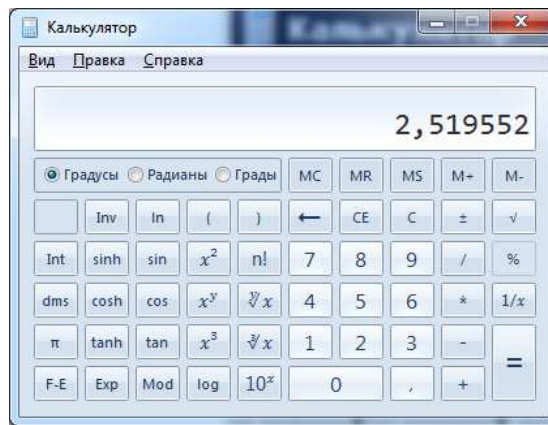 Калькулятор
Вид Правка Справка
2,519552
Градусы Радианы Грады MC MR MS M+ M-
Inv ln ( ) ← CE C ± √
Int sinh sin x² n! 7 8 9 / %
dms cosh cos xʸ ʸ√x 4 5 6 * 1/x
π tanh tan x³ ³√x 1 2 3 - =
F-E Exp Mod log 10ˣ 0 , +